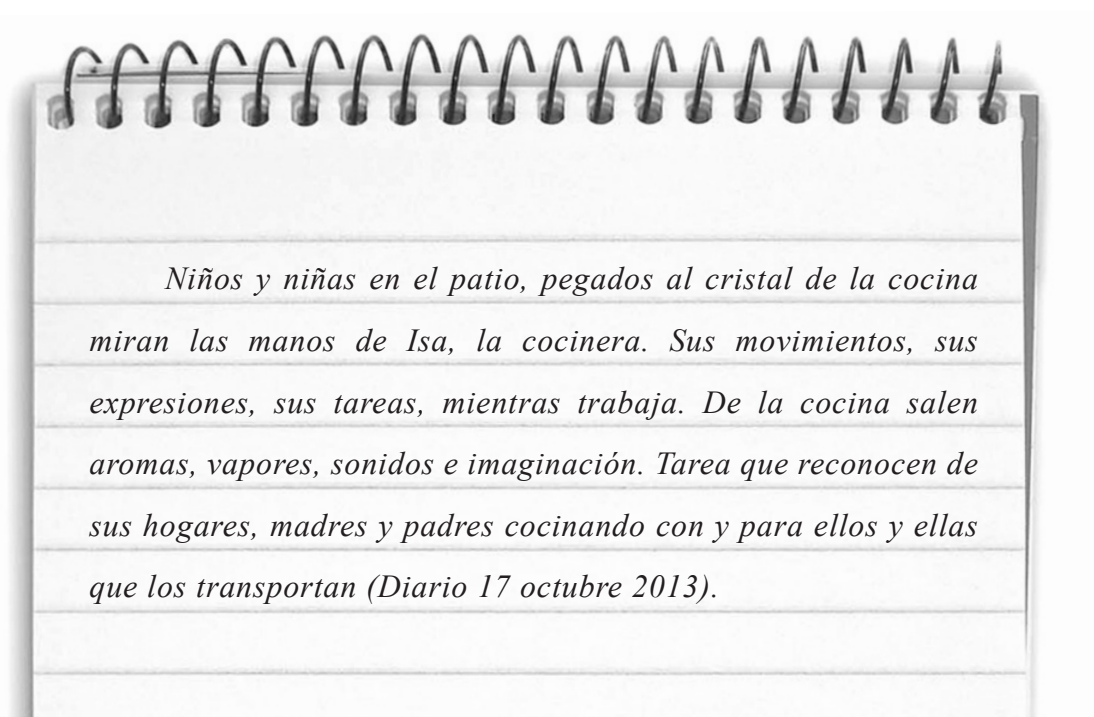 Niños y niñas en el patio, pegados al cristal de la cocina
miran las manos de Isa, la cocinera. Sus movimientos, sus
expresiones, sus tareas, mientras trabaja. De la cocina salen
aromas, vapores, sonidos e imaginación. Tarea que reconocen de
sus hogares, madres y padres cocinando con y para ellos y ellas
que los transportan (Diario 17 octubre 2013).